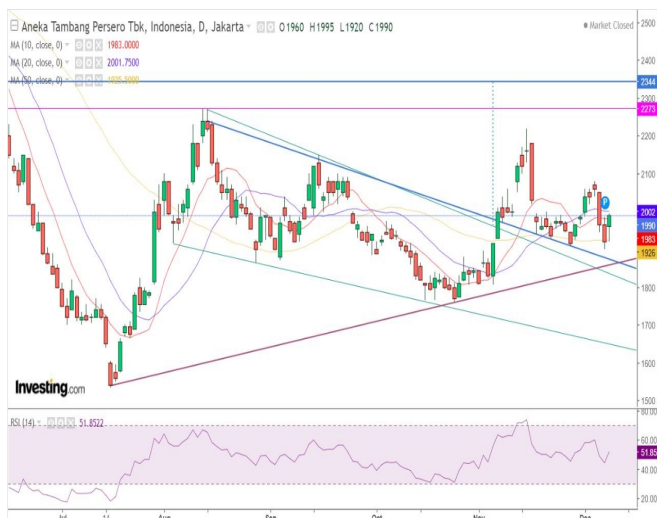 Aneka Tambang Persero Tbk, Indonesia, D, Jakarta O1960 H1995 L1920 C1990
Market Closed
MA (10, close, 0) 1983.0000
MA (20, close, 0) 2001.7500
MA (50, close, 0)
2500
2400
2344
2300
2273
2200
2100
2002
1990
1983
1926
1800
1700
1600
1500
P
Investing.com
RSI (14) 51.8522
80.00
60.00
51.85
40.00
20.00
Jul
Aug
Sep
Oct
Nov
Dec